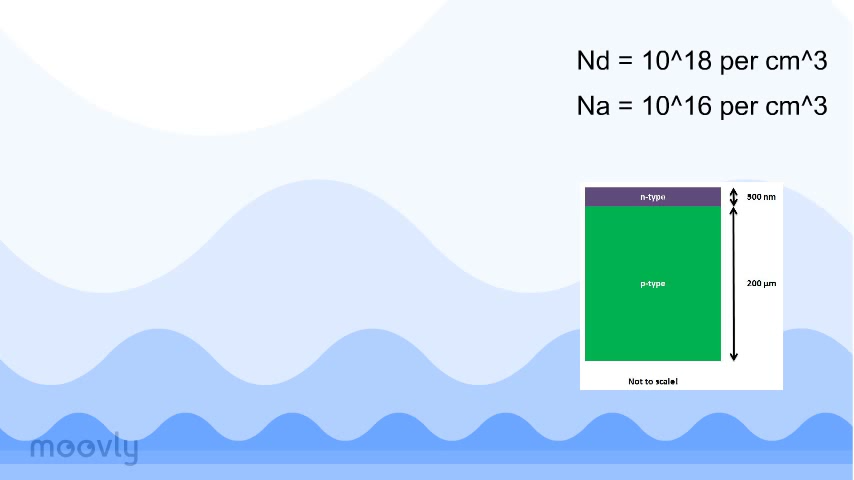 Nd = 10^18 per cm^3
Na = 10^16 per cm^3
n-type
500 nm
p-type
200 µm
Not to scale!
moovly